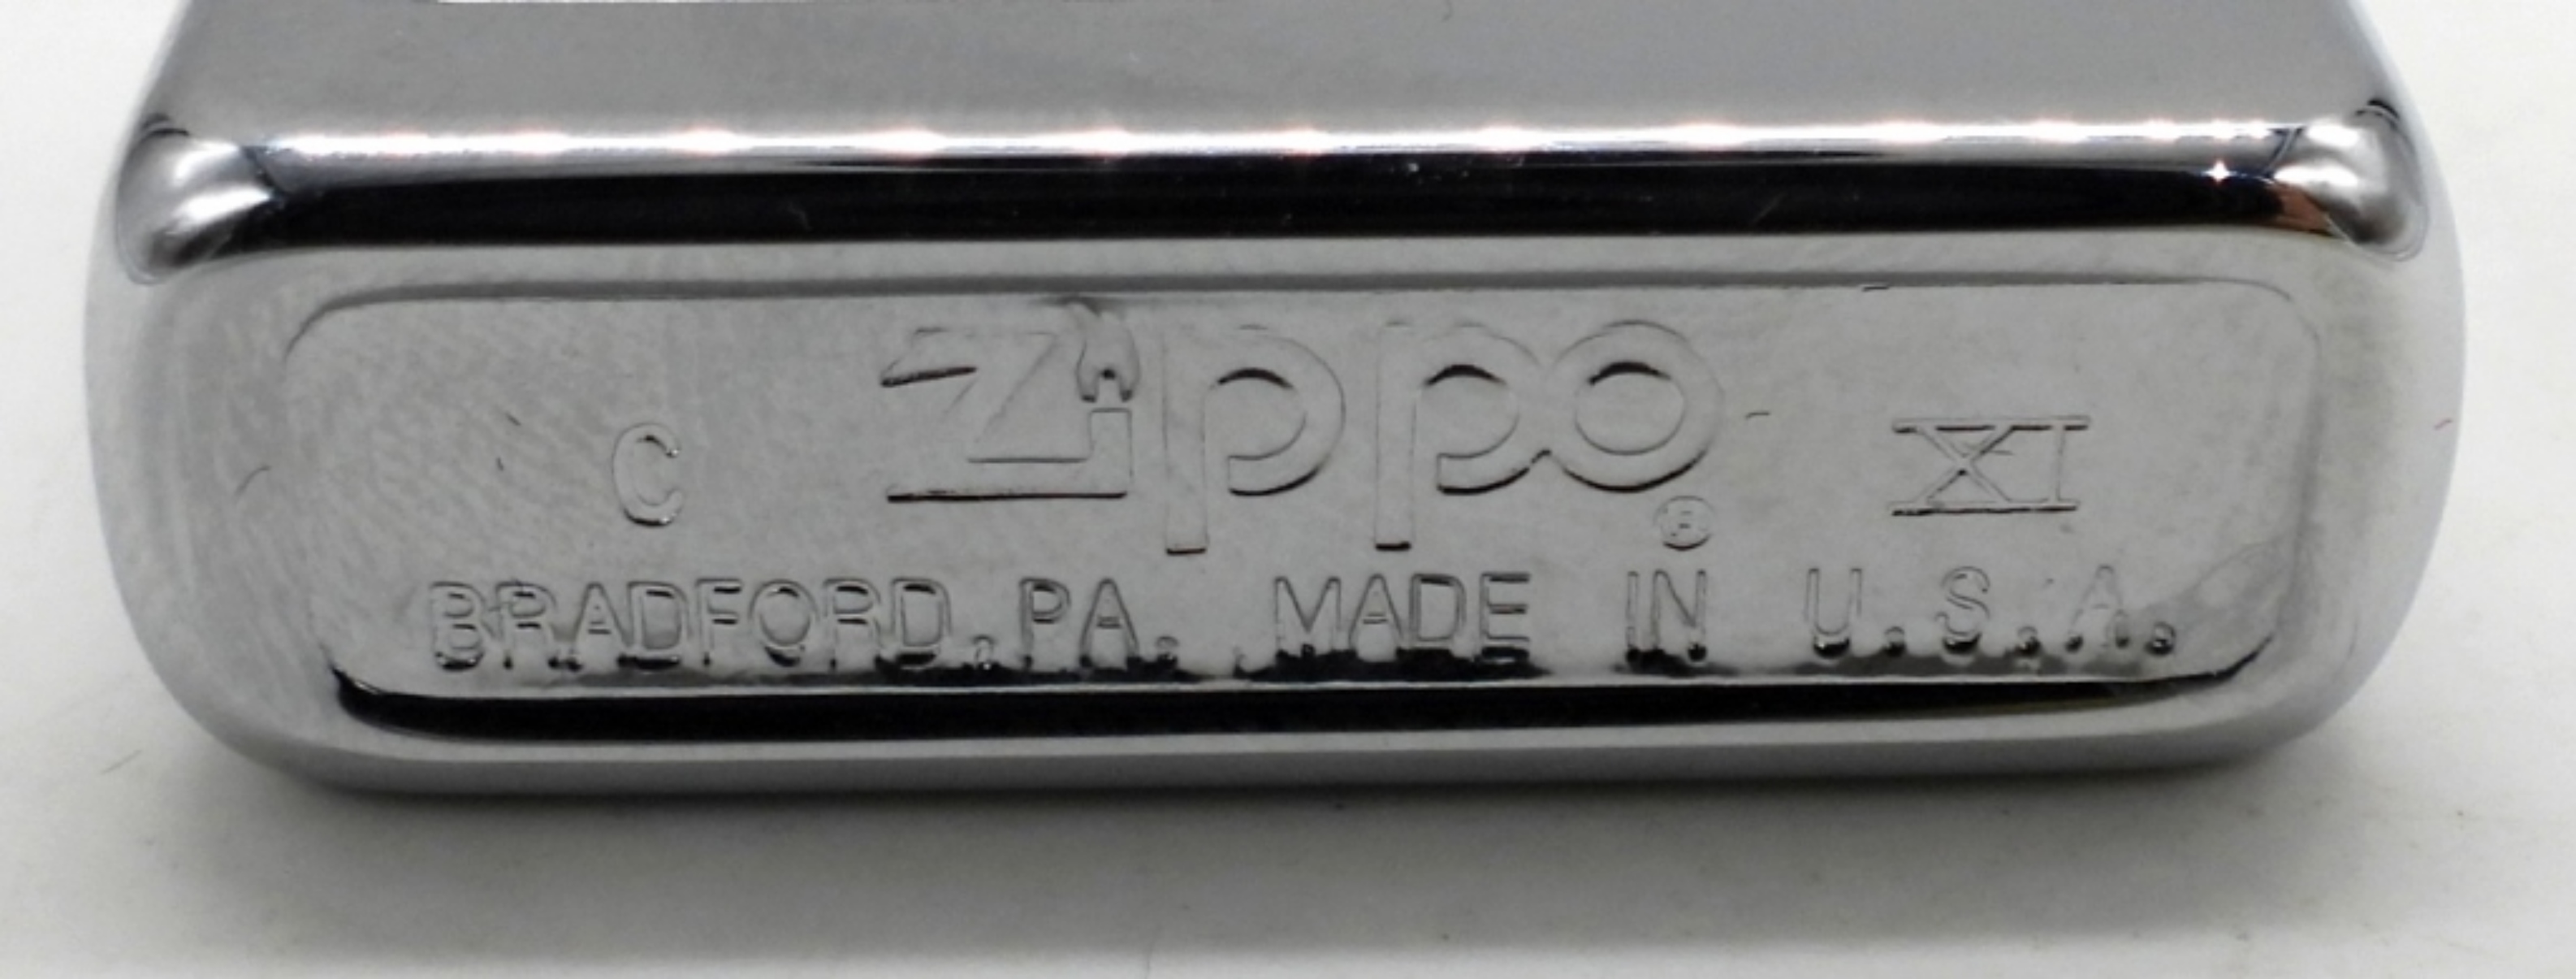 C Zippo ® XI
BRADFORD, PA. MADE IN U.S.A.